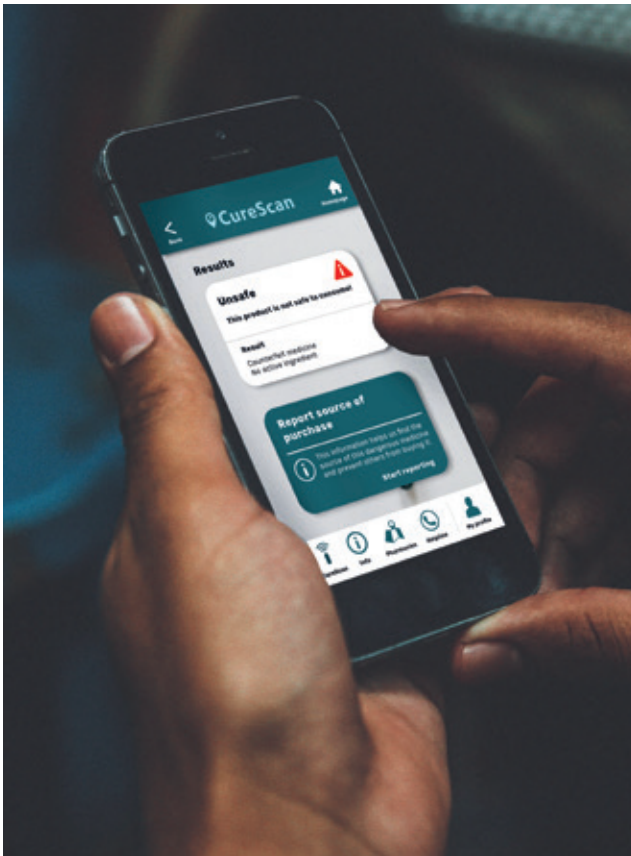 Back
CureScan
Homepage
Results
Unsafe
This product is not safe to consume!
Result
Counterfeit medicine
No active ingredient
Report source of
purchase
This information helps us find the
source of this dangerous medicine
and prevent others from buying it.
Start reporting
Info
Pharmacies
Helpline
My profile